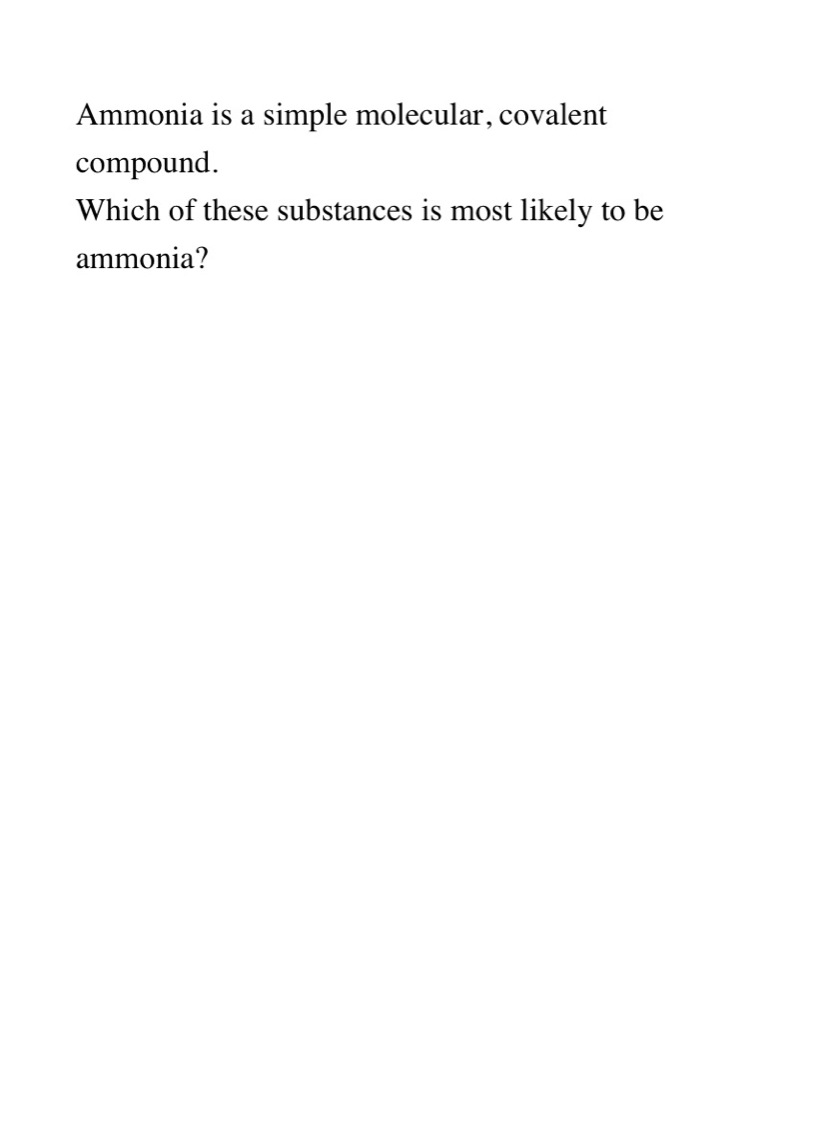 Ammonia is a simple molecular, covalent
compound.
Which of these substances is most likely to be
ammonia?